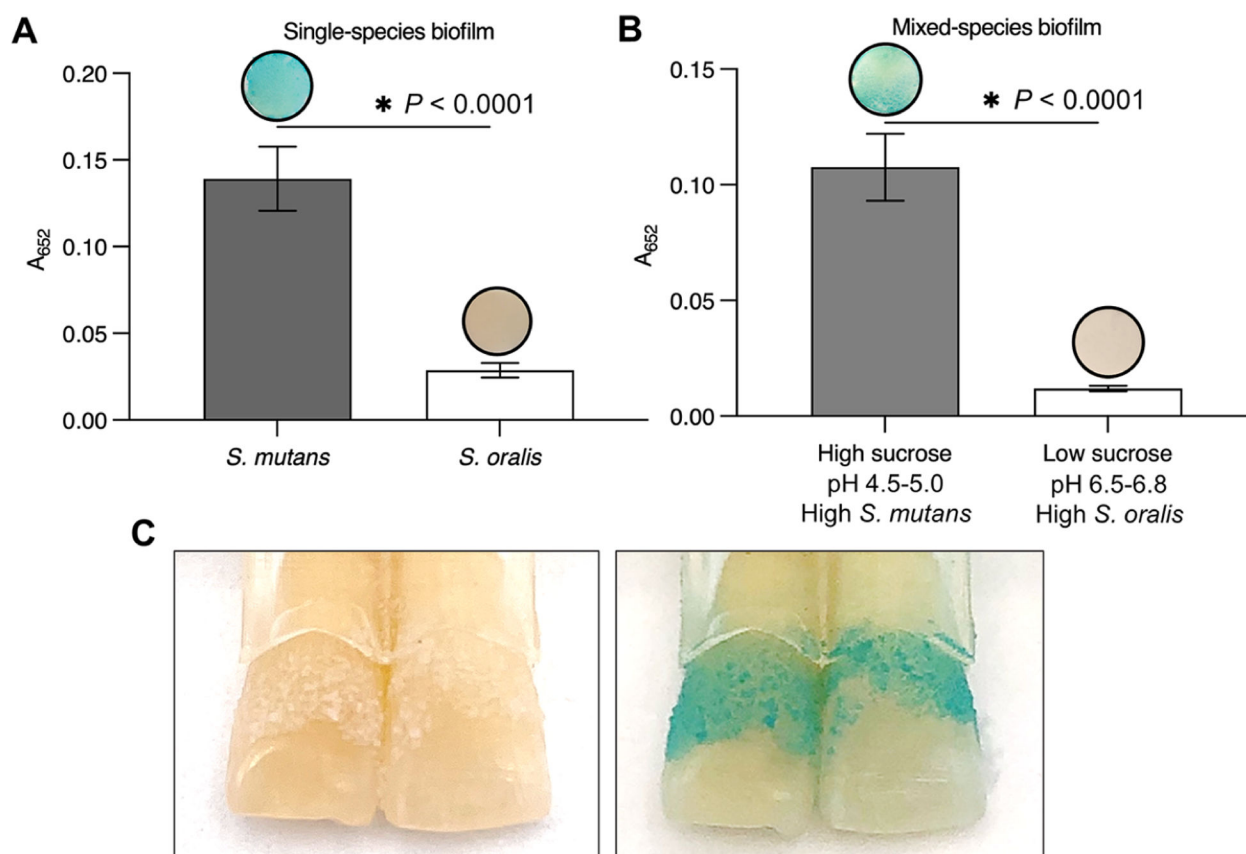 A
Single-species biofilm
0.20
0.15
0.10
0.05
0.00
A652
* P < 0.0001
S. mutans
S. oralis
B
Mixed-species biofilm
0.15
0.10
0.05
0.00
A652
* P < 0.0001
High sucrose
pH 4.5-5.0
High S. mutans
Low sucrose
pH 6.5-6.8
High S. oralis
C